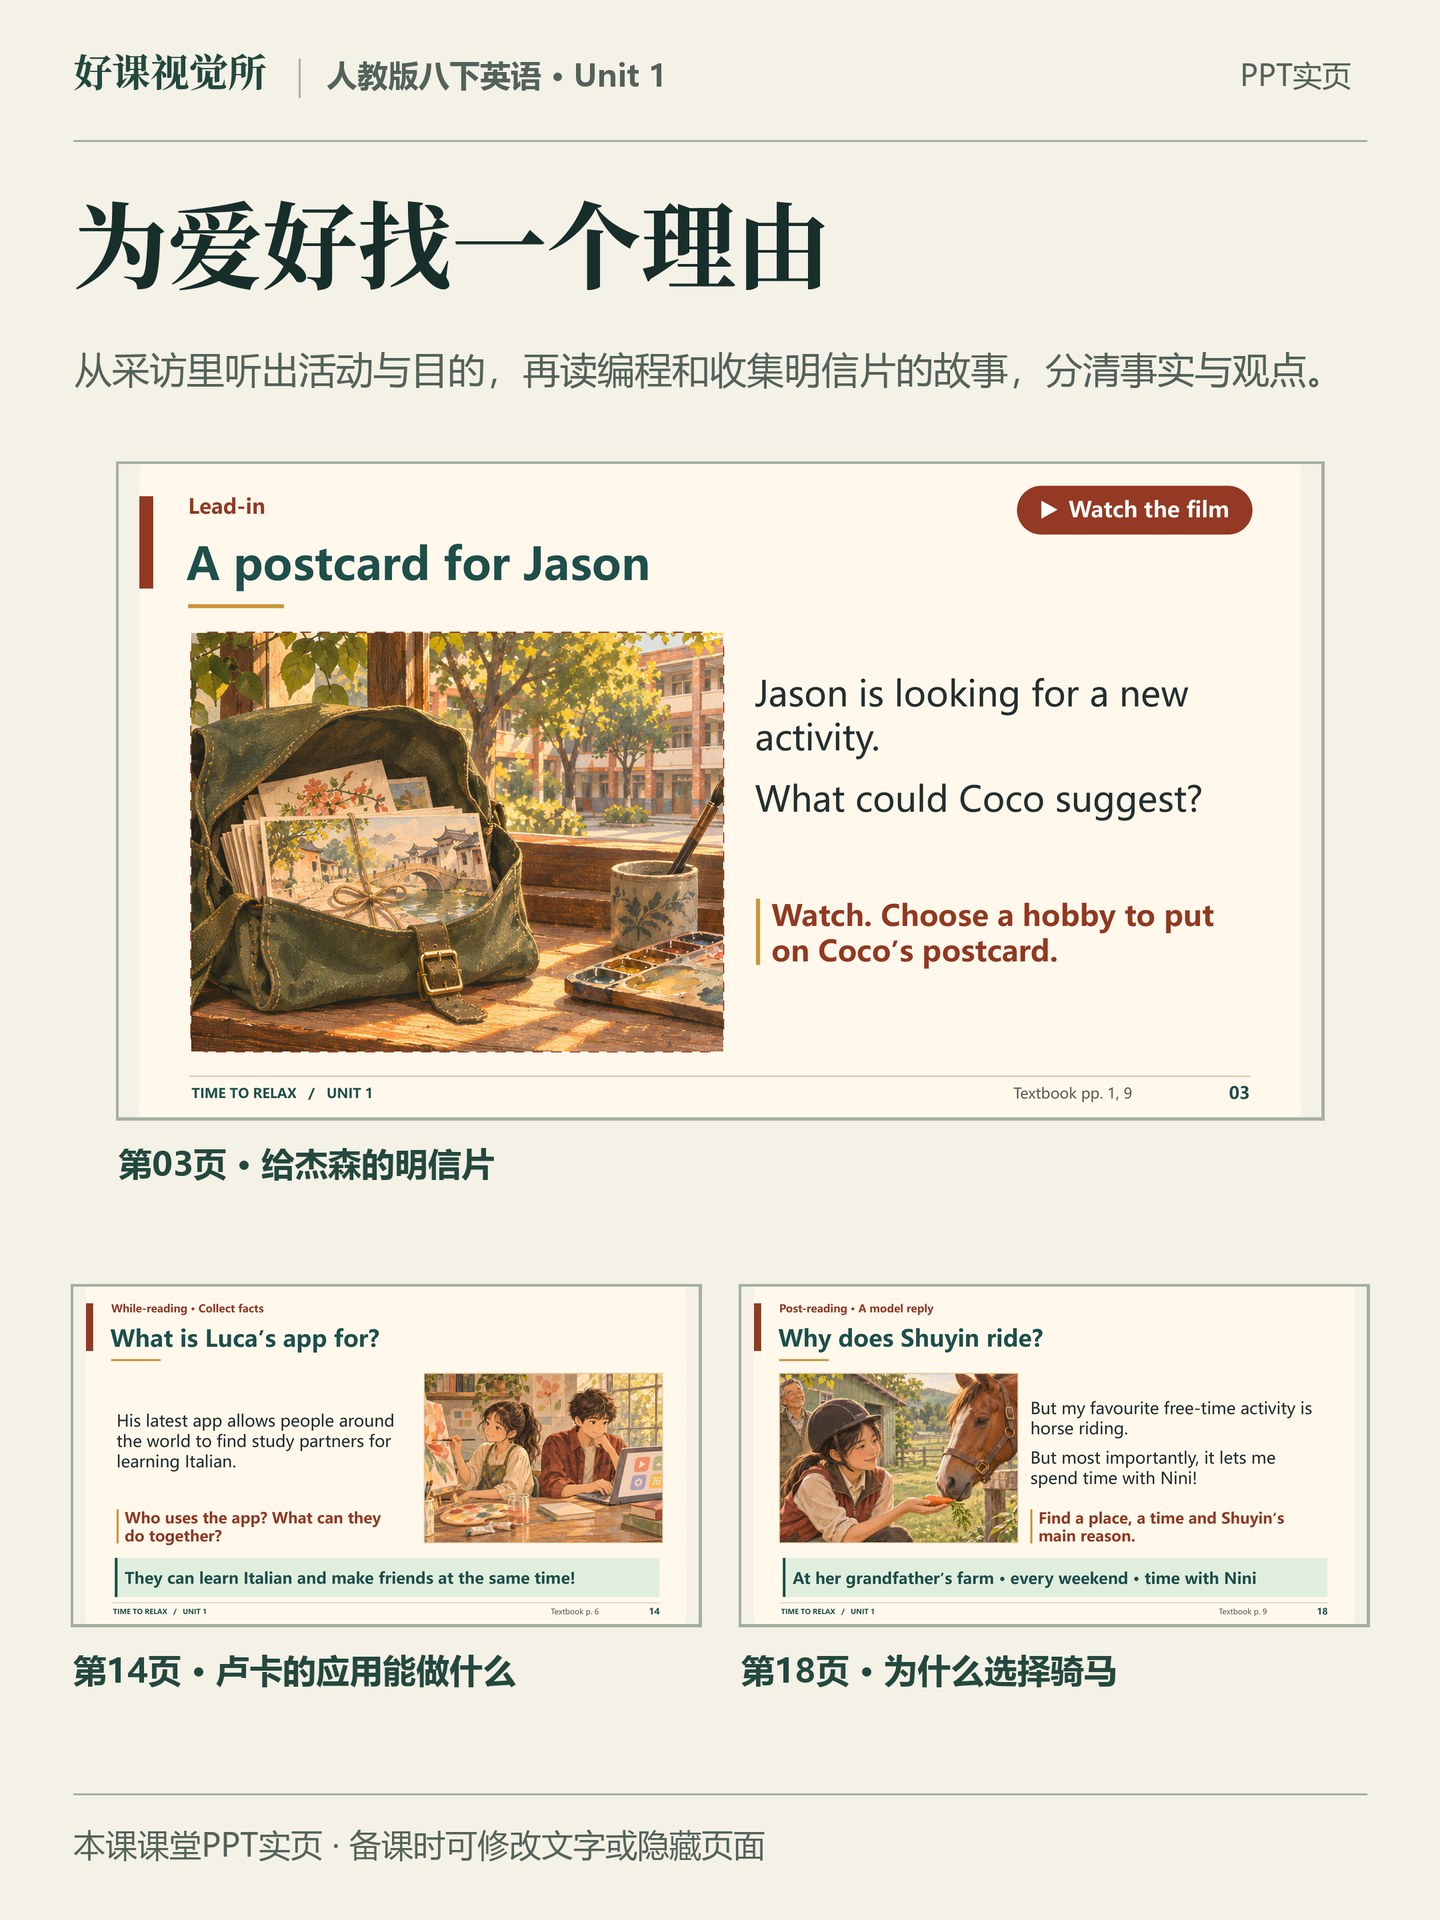 好课视觉所
人教版八下英语 • Unit 1
PPT实页
为爱好找一个理由
从采访里听出活动与目的，再读编程和收集明信片的故事，分清事实与观点。
Lead-in
▶ Watch the film
A postcard for Jason
Jason is looking for a new
activity.
What could Coco suggest?
Watch. Choose a hobby to put
on Coco’s postcard.
TIME TO RELAX / UNIT 1
Textbook pp. 1, 9
03
第03页 • 给杰森的明信片
While-reading • Collect facts
What is Luca’s app for?
His latest app allows people around
the world to find study partners for
learning Italian.
Who uses the app? What can they
do together?
They can learn Italian and make friends at the same time!
TIME TO RELAX / UNIT 1
Textbook p. 6
14
第14页 • 卢卡的应用能做什么
Post-reading • A model reply
Why does Shuyin ride?
But my favourite free-time activity is
horse riding.
But most importantly, it lets me
spend time with Nini!
Find a place, a time and Shuyin’s
main reason.
At her grandfather’s farm • every weekend • time with Nini
TIME TO RELAX / UNIT 1
Textbook p. 9
18
第18页 • 为什么选择骑马
本课课堂PPT实页 · 备课时可修改文字或隐藏页面